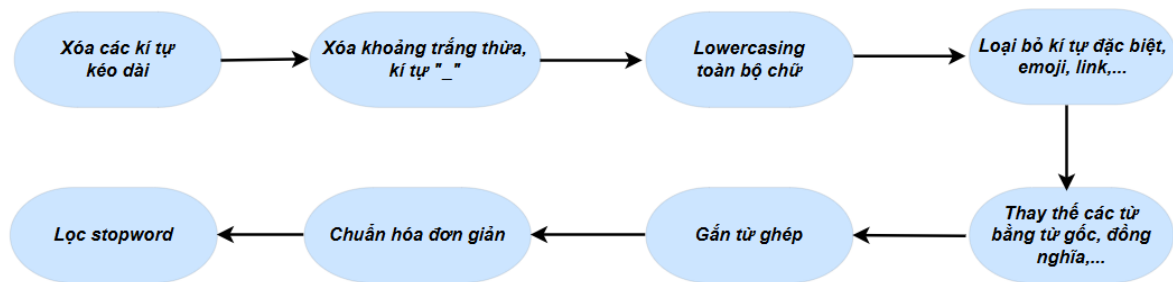 Xóa các kí tự
kéo dài
Xóa khoảng trắng thừa,
kí tự "_"
Lowercasing
toàn bộ chữ
Loại bỏ kí tự đặc biệt,
emoji, link,...
Thay thế các từ
bằng từ gốc, đồng
nghĩa,...
Gắn từ ghép
Chuẩn hóa đơn giản
Lọc stopword